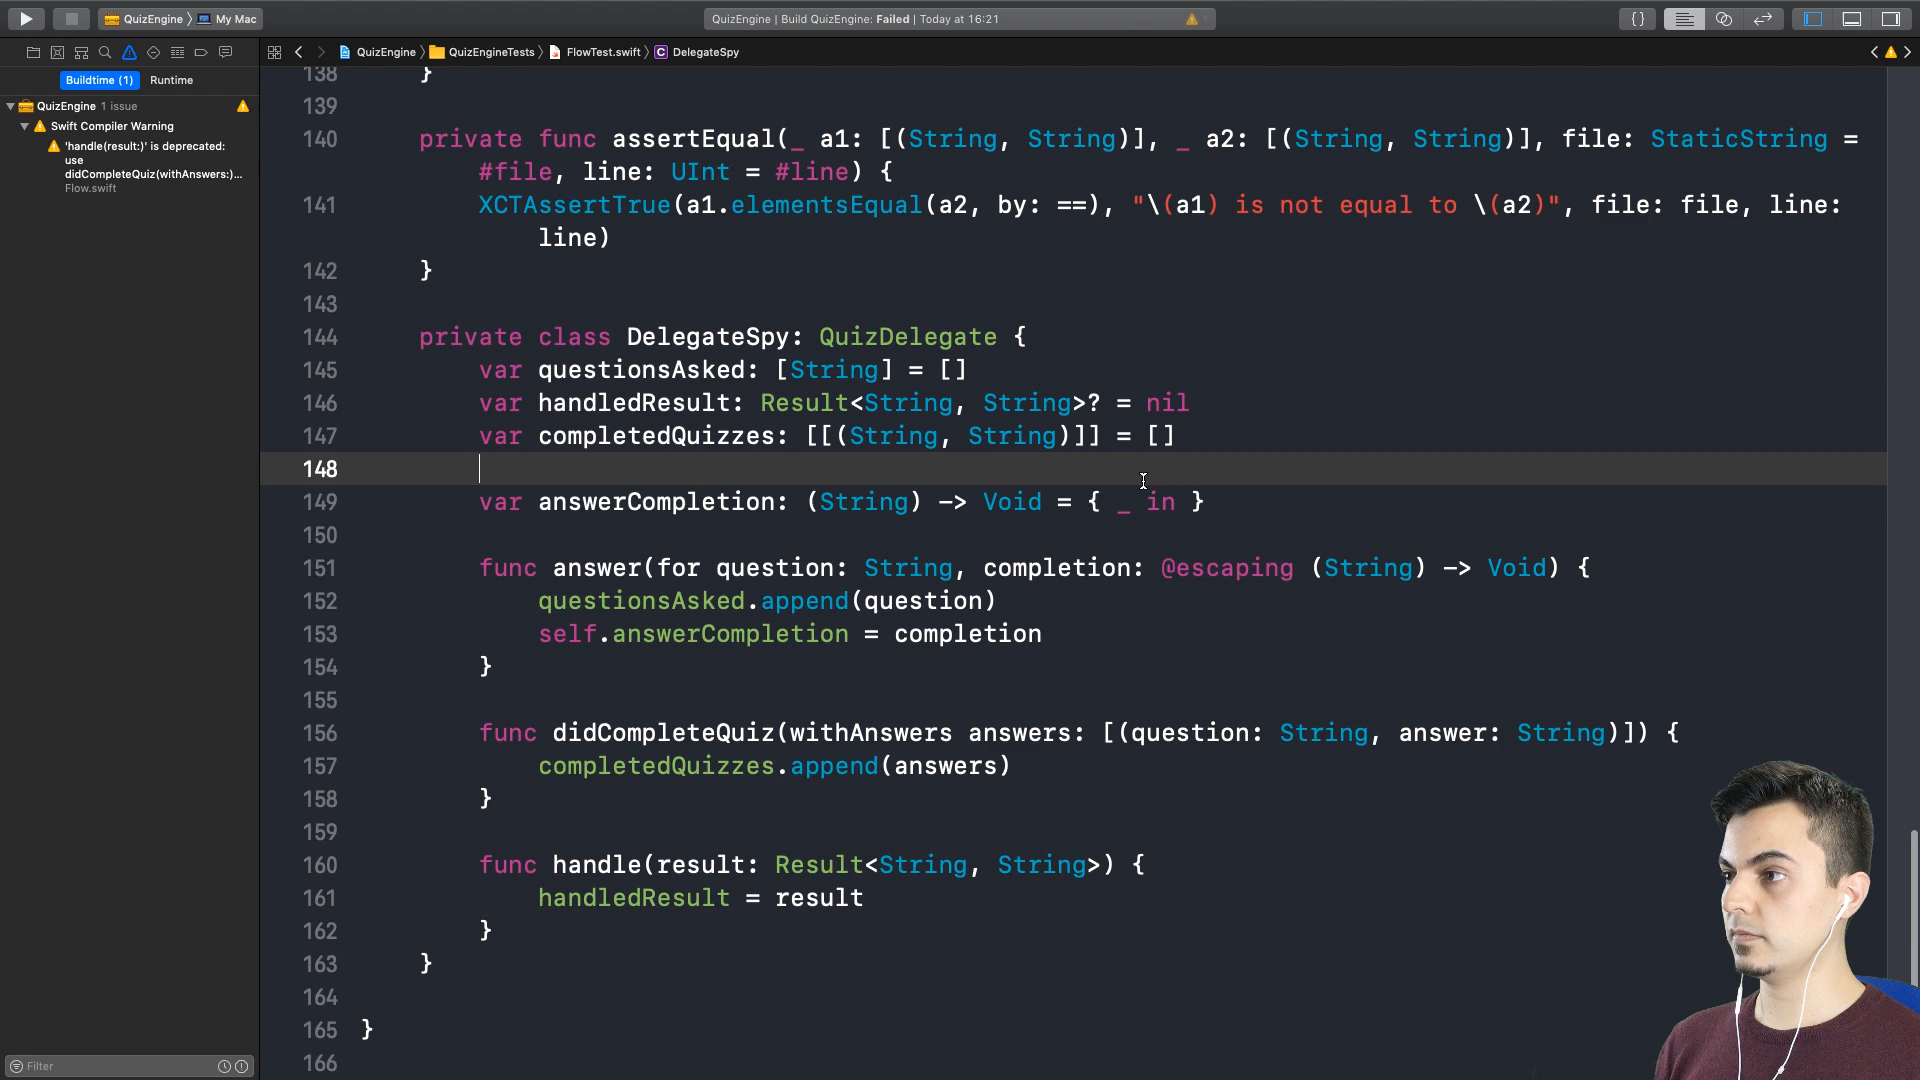 QuizEngine 〉 My Mac
QuizEngine | Build QuizEngine: Failed | Today at 16:21
{}
QuizEngine 〉 QuizEngineTests 〉 FlowTest.swift 〉 C DelegateSpy
Buildtime (1) Runtime
QuizEngine 1 issue
Swift Compiler Warning
'handle(result:)' is deprecated:
use
didCompleteQuiz(withAnswers:)...
Flow.swift
Filter
138 }
139
140 private func assertEqual(_ a1: [(String, String)], _ a2: [(String, String)], file: StaticString =
#file, line: UInt = #line) {
141 XCTAssertTrue(a1.elementsEqual(a2, by: ==), "\(a1) is not equal to \(a2)", file: file, line:
line)
142 }
143
144 private class DelegateSpy: QuizDelegate {
145 var questionsAsked: [String] = []
146 var handledResult: Result<String, String>? = nil
147 var completedQuizzes: [[(String, String)]] = []
148
149 var answerCompletion: (String) -> Void = { _ in }
150
151 func answer(for question: String, completion: @escaping (String) -> Void) {
152 questionsAsked.append(question)
153 self.answerCompletion = completion
154 }
155
156 func didCompleteQuiz(withAnswers answers: [(question: String, answer: String)]) {
157 completedQuizzes.append(answers)
158 }
159
160 func handle(result: Result<String, String>) {
161 handledResult = result
162 }
163 }
164
165 }
166